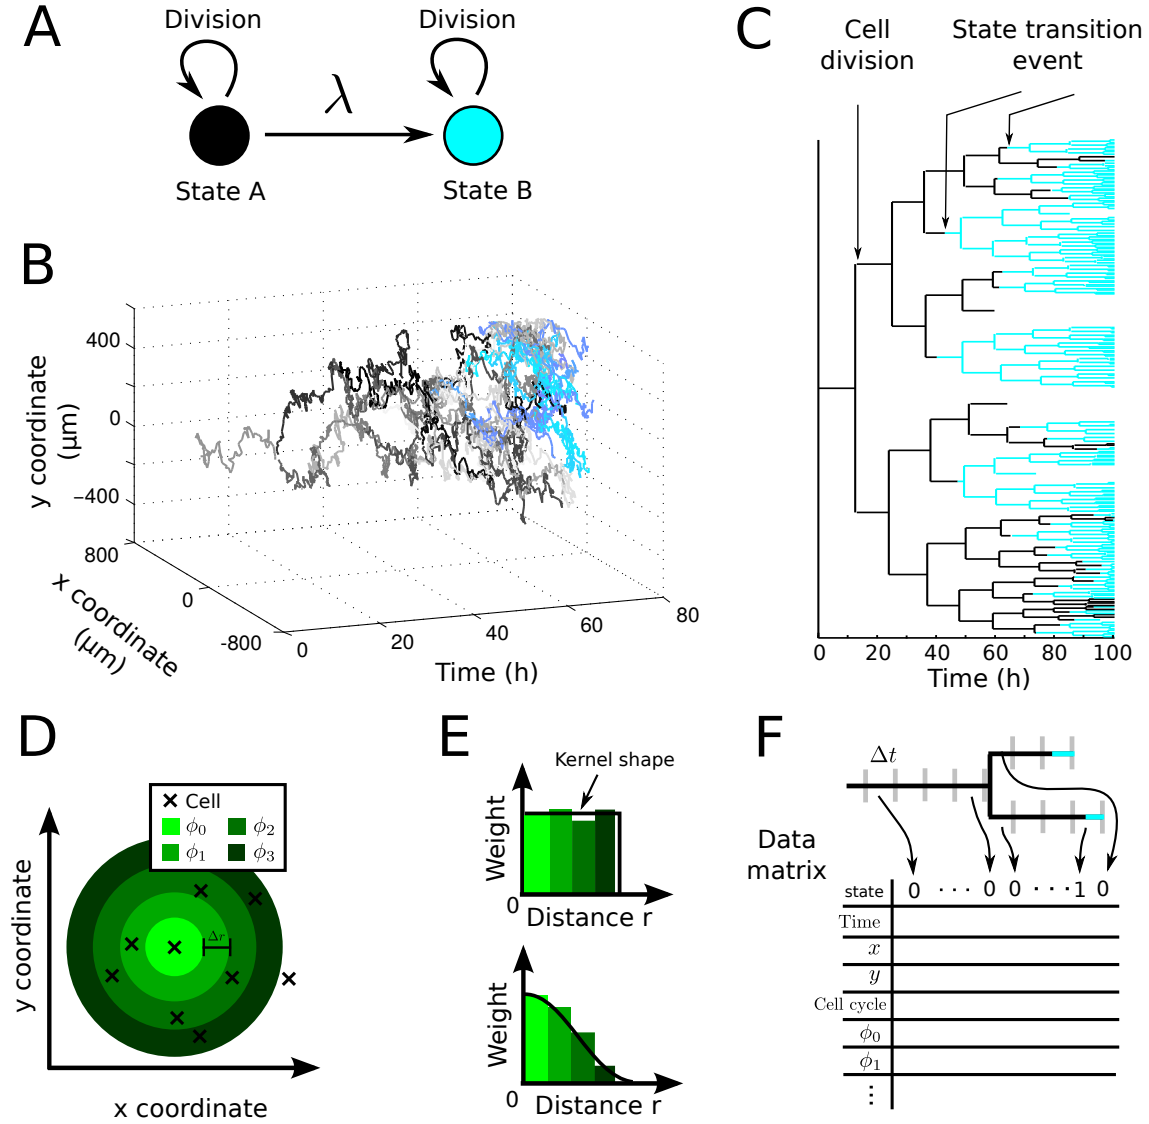 A
Division
Division
λ
State A
State B
B
y coordinate
(μm)
400
0
−400
800
0
-800
x coordinate
(μm)
0
20
40
60
80
Time (h)
C
Cell
division
State transition
event
0 20 40 60 80 100
Time (h)
D
Cell
ϕ0
ϕ2
ϕ1
ϕ3
Δr
y coordinate
x coordinate
E
Kernel shape
Weight
0
Distance r
Weight
0
Distance r
F
Δt
Data
matrix
state 0 ··· 0 0 ··· 1 0
Time
x
y
Cell cycle
ϕ0
ϕ1
⋮